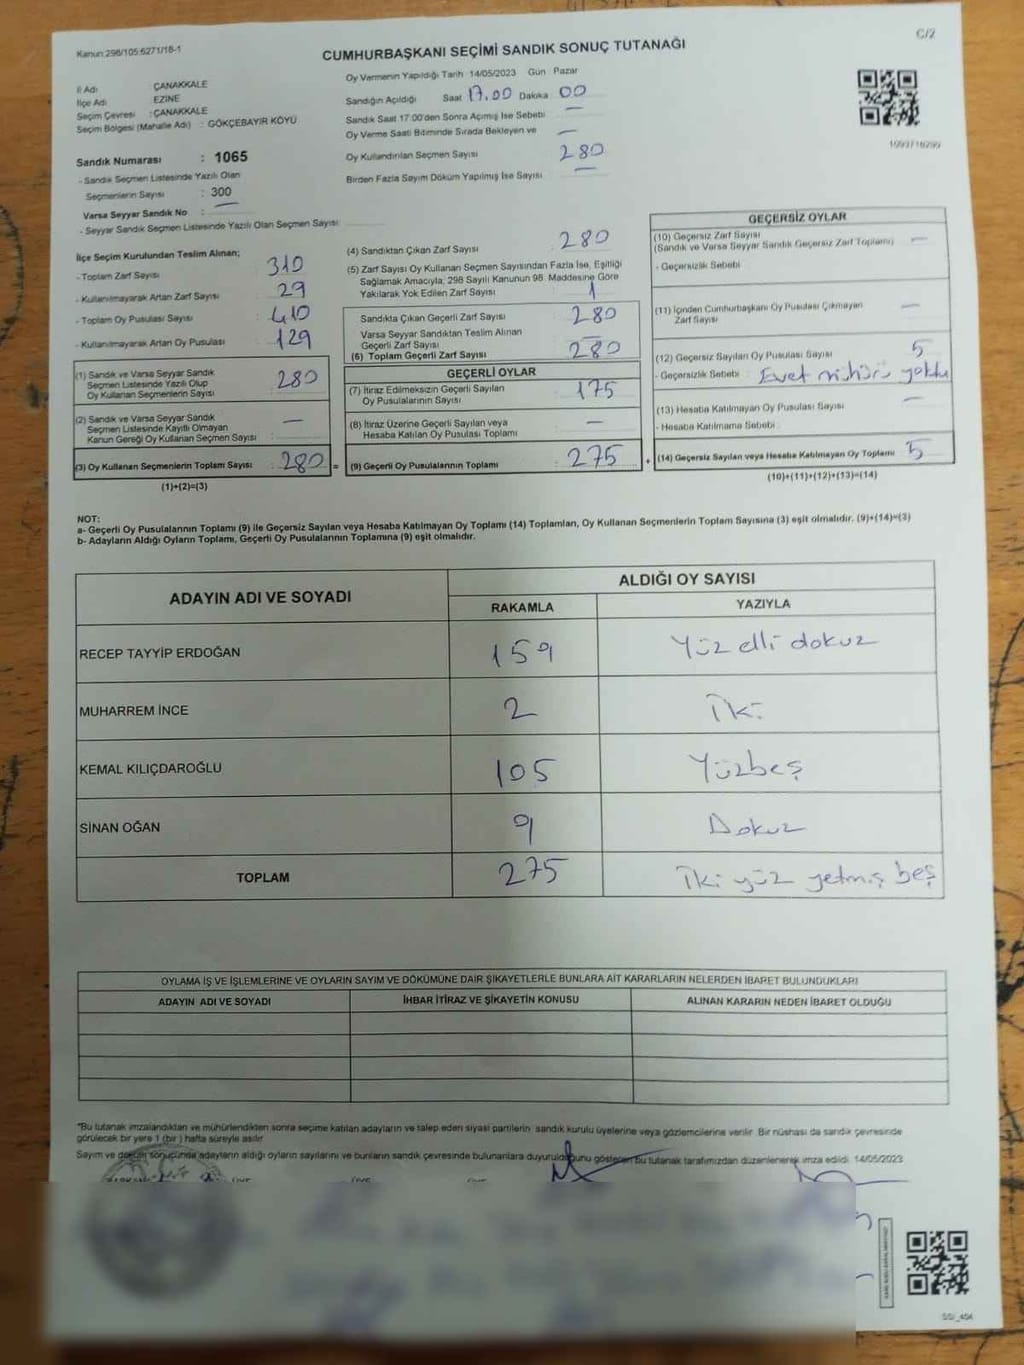 Kanun:298/105:6271/18-1
C/2
CUMHURBAŞKANI SEÇİMİ SANDIK SONUÇ TUTANAĞI
İl Adı ÇANAKKALE
İlçe Adı EZİNE
Seçim Çevresi : ÇANAKKALE
Seçim Bölgesi (Mahalle Adı) : GÖKÇEBAYIR KÖYÜ
Sandık Numarası : 1065
- Sandık Seçmen Listesinde Yazılı Olan
Seçmenlerin Sayısı : 300
Varsa Seyyar Sandık No : —
- Seyyar Sandık Seçmen Listesinde Yazılı Olan Seçmen Sayısı :
Oy Vermenin Yapıldığı Tarih 14/05/2023 Gün Pazar
Sandığın Açıldığı Saat 17.00 Dakika 00
Sandık Saat 17:00'den Sonra Açımış İse Sebebi —
Oy Verme Saati Bitiminde Sırada Bekleyen ve —
Oy Kullandırılan Seçmen Sayısı 280
Birden Fazla Sayım Döküm Yapılmış İse Sayısı —
İlçe Seçim Kurulundan Teslim Alınan;
- Toplam Zarf Sayısı 310
- Kullanılmayarak Artan Zarf Sayısı 29
- Toplam Oy Pusulası Sayısı 410
- Kullanılmayarak Artan Oy Pusulası 129
(1) Sandık ve Varsa Seyyar Sandık
Seçmen Listesinde Yazılı Olup
Oy Kullanan Seçmenlerin Sayısı : 280
(2) Sandık ve Varsa Seyyar Sandık
Seçmen Listesinde Kayıtlı Olmayan
Kanun Gereği Oy Kullanan Seçmen Sayısı : —
(3) Oy Kullanan Seçmenlerin Toplam Sayısı : 280 =
(1)+(2)=(3)
(4) Sandıktan Çıkan Zarf Sayısı 280
(5) Zarf Sayısı Oy Kullanan Seçmen Sayısından Fazla İse, Eşitliği
Sağlamak Amacıyla; 298 Sayılı Kanunun 98. Maddesine Göre
Yakılarak Yok Edilen Zarf Sayısı 1
Sandıkta Çıkan Geçerli Zarf Sayısı 280
Varsa Seyyar Sandıktan Teslim Alınan
Geçerli Zarf Sayısı —
(6) Toplam Geçerli Zarf Sayısı 280
GEÇERLİ OYLAR
(7) İtiraz Edilmeksizin Geçerli Sayılan
Oy Pusulalarının Sayısı 175
(8) İtiraz Üzerine Geçerli Sayılan veya
Hesaba Katılan Oy Pusulası Toplamı —
(9) Geçerli Oy Pusulalarının Toplamı 275 +
GEÇERSİZ OYLAR
(10) Geçersiz Zarf Sayısı —
(Sandık ve Varsa Seyyar Sandık Geçersiz Zarf Toplamı)
- Geçersizlik Sebebi
(11) İçinden Cumhurbaşkanı Oy Pusulası Çıkmayan —
Zarf Sayısı
(12) Geçersiz Sayılan Oy Pusulası Sayısı 5
- Geçersizlik Sebebi : Evet mührü yoktu
(13) Hesaba Katılmayan Oy Pusulası Sayısı —
- Hesaba Katılmama Sebebi :
(14) Geçersiz Sayılan veya Hesaba Katılmayan Oy Toplamı 5
(10)+(11)+(12)+(13)=(14)
NOT:
a- Geçerli Oy Pusulalarının Toplamı (9) ile Geçersiz Sayılan veya Hesaba Katılmayan Oy Toplamı (14) Toplamları, Oy Kullanan Seçmenlerin Toplam Sayısına (3) eşit olmalıdır. (9)+(14)=(3)
b- Adayların Aldığı Oyların Toplamı, Geçerli Oy Pusulalarının Toplamına (9) eşit olmalıdır.
ADAYIN ADI VE SOYADI ALDIĞI OY SAYISI
RAKAMLA YAZIYLA
RECEP TAYYİP ERDOĞAN 159 Yüz elli dokuz
MUHARREM İNCE 2 İki
KEMAL KILIÇDAROĞLU 105 Yüzbeş
SİNAN OĞAN 9 Dokuz
TOPLAM 275 İki yüz yetmiş beş
OYLAMA İŞ VE İŞLEMLERİNE VE OYLARIN SAYIM VE DÖKÜMÜNE DAİR ŞİKAYETLERLE BUNLARA AİT KARARLARIN NELERDEN İBARET BULUNDUKLARI
ADAYIN ADI VE SOYADI İHBAR İTİRAZ VE ŞİKAYETİN KONUSU ALINAN KARARIN NEDEN İBARET OLDUĞU
"Bu tutanak imzalandıktan ve mühürlendikten sonra seçime katılan adayların ve talep eden siyasi partilerin sandık kurulu üyelerine veya gözlemcilerine verilir. Bir nüshası da sandık çevresinde
görülecek bir yere 1 (bir) hafta süreyle asılır
Sayım ve döküm sonucunda adayların aldığı oyların sayılarını ve bunların sandık çevresinde bulunanlara duyurulduğunu gösteren bu tutanak tarafımızdan düzenlenerek imza edildi. 14/05/2023